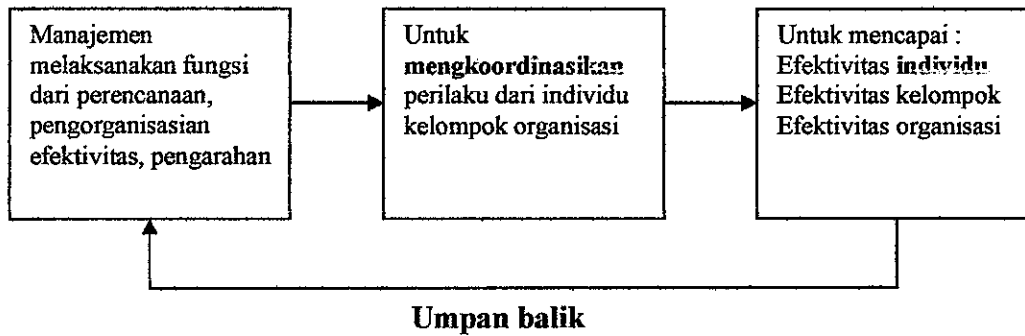 Manajemen
melaksanakan fungsi
dari perencanaan,
pengorganisasian
efektivitas, pengarahan
Untuk
mengkoordinasikan
perilaku dari individu
kelompok organisasi
Untuk mencapai :
Efektivitas individu
Efektivitas kelompok
Efektivitas organisasi
Umpan balik